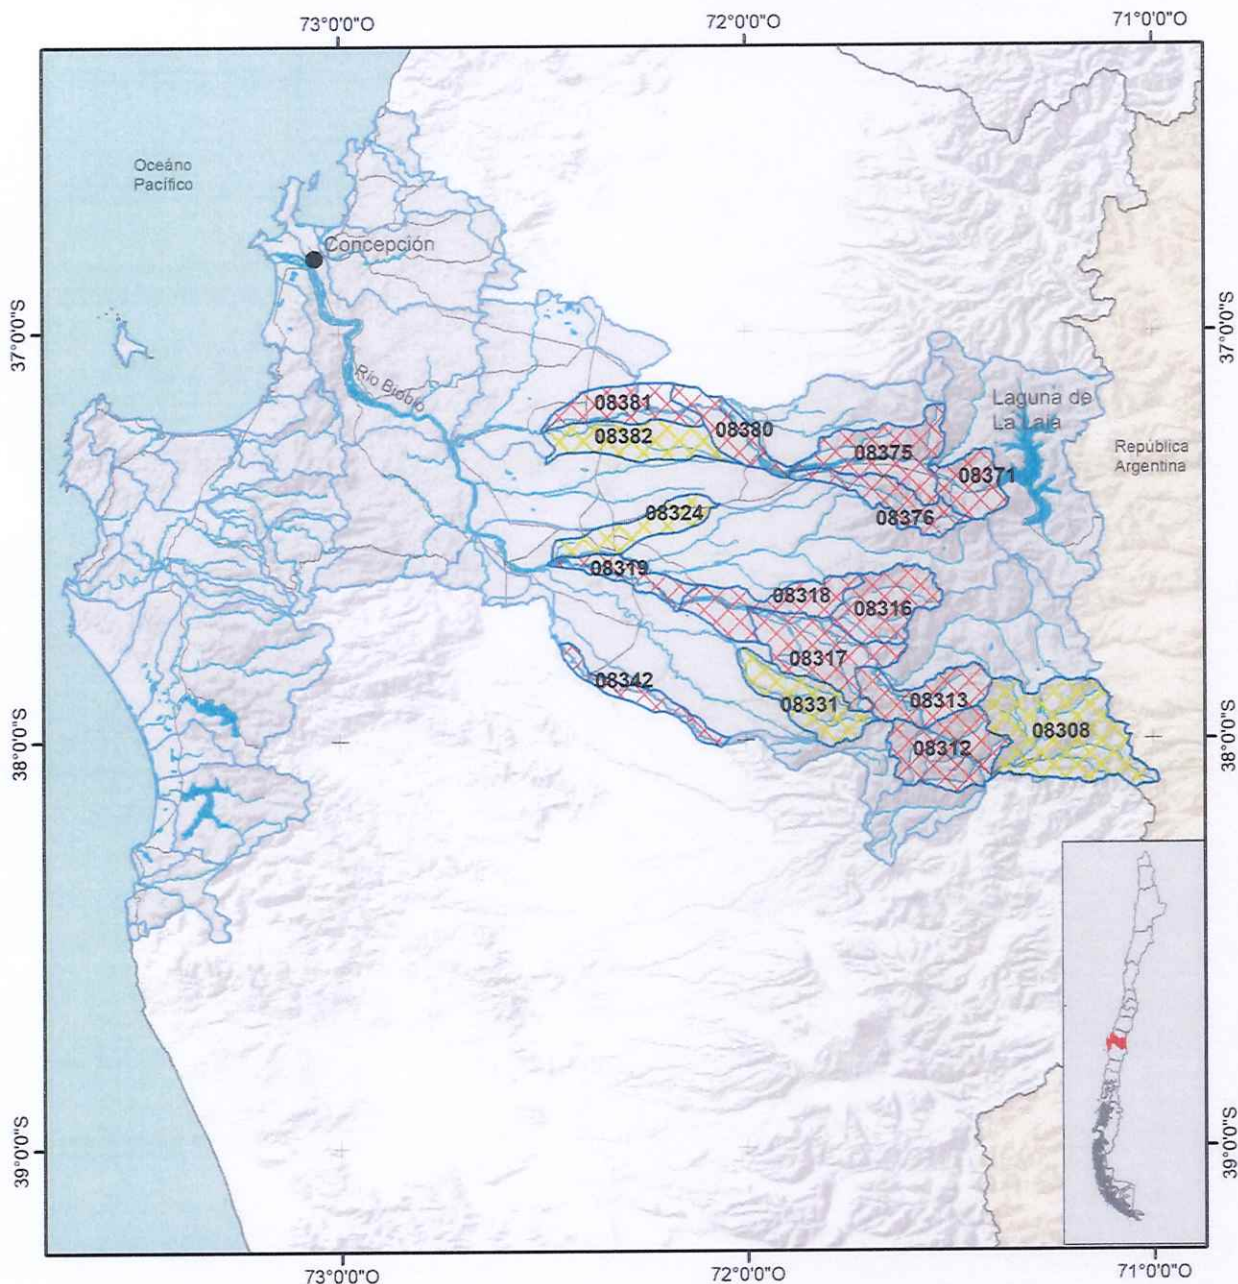 73°0'0"O
72°0'0"O
71°0'0"O
Oceáno
Pacífico
Concepción
37°0'0"S
37°0'0"S
Río Biobío
Laguna de
La Laja
República
Argentina
08381
08382
08380
08375
08371
08376
08324
08319
08318
08316
08317
08342
08331
08313
08312
08308
38°0'0"S
38°0'0"S
39°0'0"S
39°0'0"S
73°0'0"O
72°0'0"O
71°0'0"O